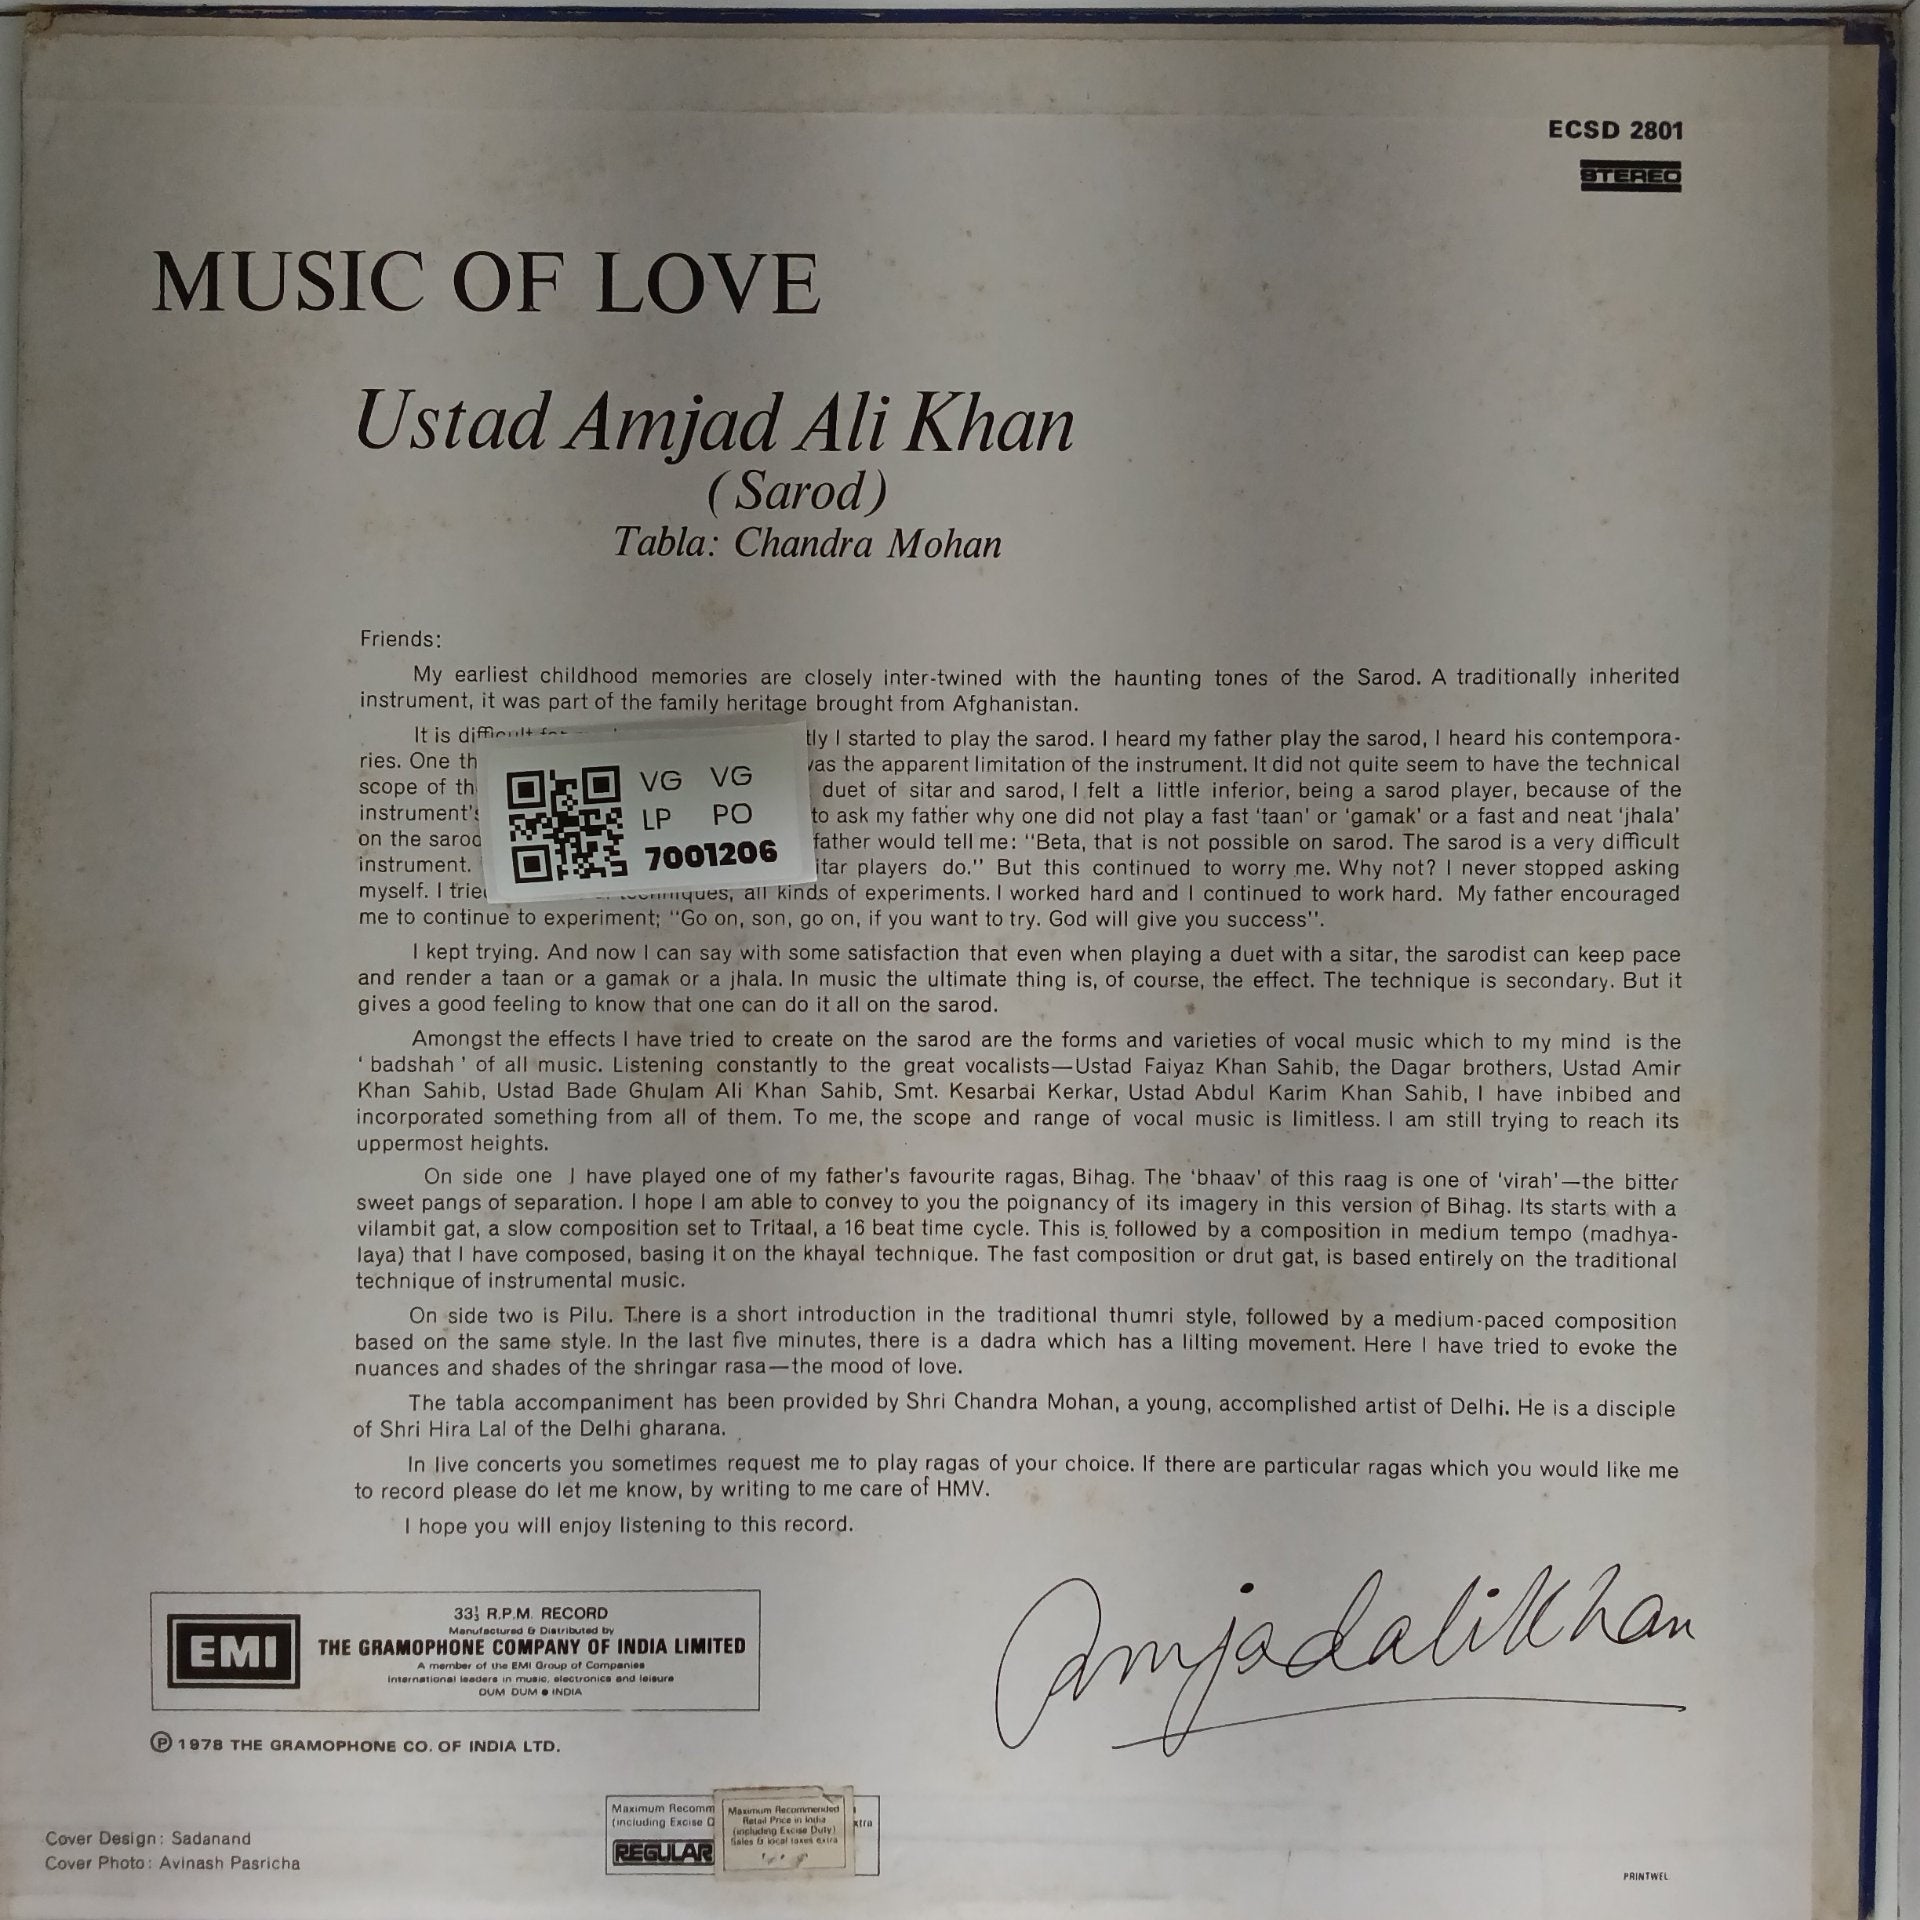 ECSD 2801
STEREO
MUSIC OF LOVE
Ustad Amjad Ali Khan
(Sarod)
Tabla: Chandra Mohan
Friends:
My earliest childhood memories are closely inter-twined with the haunting tones of the Sarod. A traditionally inherited
instrument, it was part of the family heritage brought from Afghanistan.
It is difficult for tly I started to play the sarod. I heard my father play the sarod, I heard his contempora-
ries. One th was the apparent limitation of the instrument. It did not quite seem to have the technical
scope of th duet of sitar and sarod, I felt a little inferior, being a sarod player, because of the
instrument's to ask my father why one did not play a fast 'taan' or 'gamak' or a fast and neat 'jhala'
on the sarod father would tell me: "Beta, that is not possible on sarod. The sarod is a very difficult
instrument. itar players do." But this continued to worry me. Why not? I never stopped asking
myself. I tried techniques, all kinds of experiments. I worked hard and I continued to work hard. My father encouraged
me to continue to experiment; "Go on, son, go on, if you want to try. God will give you success".
I kept trying. And now I can say with some satisfaction that even when playing a duet with a sitar, the sarodist can keep pace
and render a taan or a gamak or a jhala. In music the ultimate thing is, of course, the effect. The technique is secondary. But it
gives a good feeling to know that one can do it all on the sarod.
Amongst the effects I have tried to create on the sarod are the forms and varieties of vocal music which to my mind is the
' badshah ' of all music. Listening constantly to the great vocalists—Ustad Faiyaz Khan Sahib, the Dagar brothers, Ustad Amir
Khan Sahib, Ustad Bade Ghulam Ali Khan Sahib, Smt. Kesarbai Kerkar, Ustad Abdul Karim Khan Sahib, I have inbibed and
incorporated something from all of them. To me, the scope and range of vocal music is limitless. I am still trying to reach its
uppermost heights.
On side one I have played one of my father's favourite ragas, Bihag. The 'bhaav' of this raag is one of 'virah'—the bitter
sweet pangs of separation. I hope I am able to convey to you the poignancy of its imagery in this version of Bihag. Its starts with a
vilambit gat, a slow composition set to Tritaal, a 16 beat time cycle. This is followed by a composition in medium tempo (madhya-
laya) that I have composed, basing it on the khayal technique. The fast composition or drut gat, is based entirely on the traditional
technique of instrumental music.
On side two is Pilu. There is a short introduction in the traditional thumri style, followed by a medium-paced composition
based on the same style. In the last five minutes, there is a dadra which has a lilting movement. Here I have tried to evoke the
nuances and shades of the shringar rasa—the mood of love.
The tabla accompaniment has been provided by Shri Chandra Mohan, a young, accomplished artist of Delhi. He is a disciple
of Shri Hira Lal of the Delhi gharana.
In live concerts you sometimes request me to play ragas of your choice. If there are particular ragas which you would like me
to record please do let me know, by writing to me care of HMV.
I hope you will enjoy listening to this record.
VG VG
LP PO
7001206
Amjad Ali Khan
EMI
33⅓ R.P.M. RECORD
Manufactured & Distributed by
THE GRAMOPHONE COMPANY OF INDIA LIMITED
A member of the EMI Group of Companies
International leaders in music, electronics and leisure
DUM DUM ● INDIA
Ⓟ 1978 THE GRAMOPHONE CO. OF INDIA LTD.
Maximum Recomm
(including Excise D xtra
REGULAR
Maximum Recommended
Retail Price in India
(including Excise Duty)
Sales & local taxes extra
Cover Design : Sadanand
Cover Photo : Avinash Pasricha
PRINTWEL